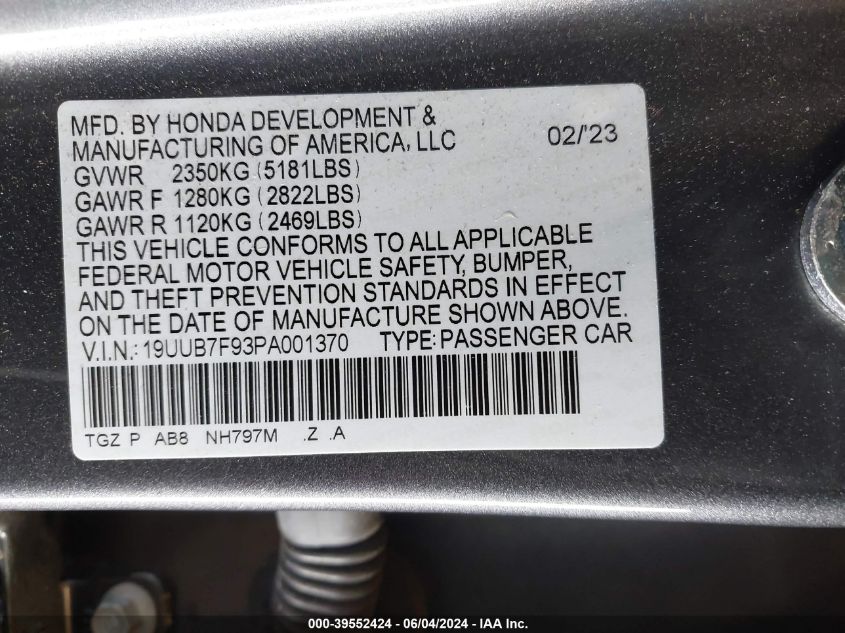 MFD. BY HONDA DEVELOPMENT &
MANUFACTURING OF AMERICA, LLC 02/'23
GVWR 2350KG (5181LBS)
GAWR F 1280KG (2822LBS)
GAWR R 1120KG (2469LBS)
THIS VEHICLE CONFORMS TO ALL APPLICABLE
FEDERAL MOTOR VEHICLE SAFETY, BUMPER,
AND THEFT PREVENTION STANDARDS IN EFFECT
ON THE DATE OF MANUFACTURE SHOWN ABOVE.
V.I.N.: 19UUB7F93PA001370 TYPE: PASSENGER CAR
TGZ P AB8 NH797M .Z .A
000-39552424 - 06/04/2024 - IAA Inc.